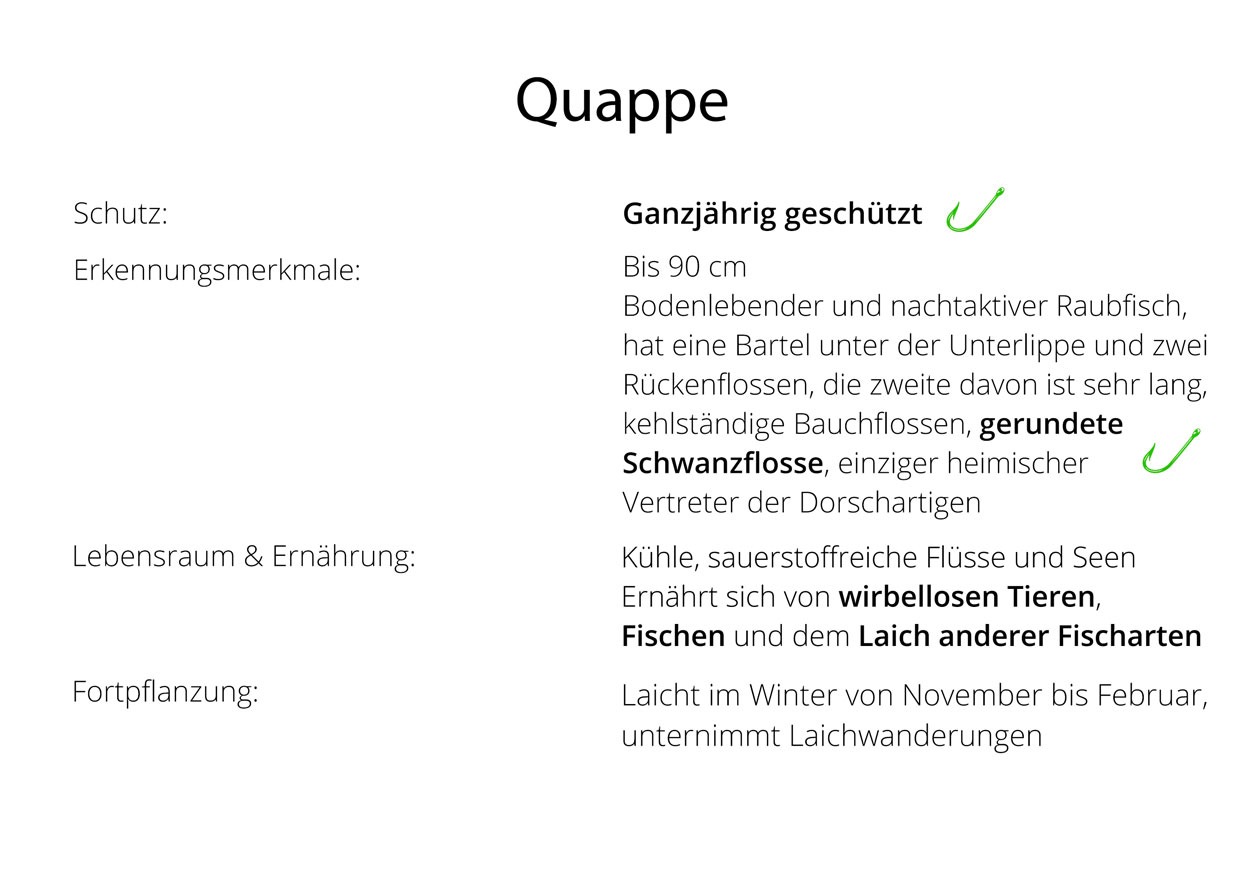 Quappe
Schutz:
Ganzjährig geschützt
Erkennungsmerkmale:
Bis 90 cm
Bodenlebender und nachtaktiver Raubfisch,
hat eine Bartel unter der Unterlippe und zwei
Rückenflossen, die zweite davon ist sehr lang,
kehlständige Bauchflossen, gerundete
Schwanzflosse, einziger heimischer
Vertreter der Dorschartigen
Lebensraum & Ernährung:
Kühle, sauerstoffreiche Flüsse und Seen
Ernährt sich von wirbellosen Tieren,
Fischen und dem Laich anderer Fischarten
Fortpflanzung:
Laicht im Winter von November bis Februar,
unternimmt Laichwanderungen